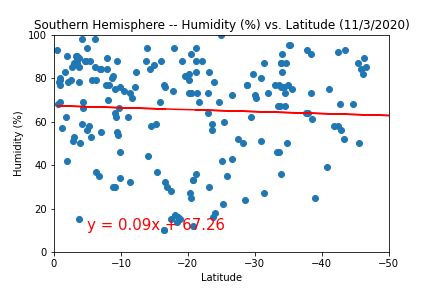 Southern Hemisphere -- Humidity (%) vs. Latitude (11/3/2020)
Humidity (%)
100
80
60
40
20
0
y = 0.09x + 67.26
0 −10 −20 −30 −40 −50
Latitude